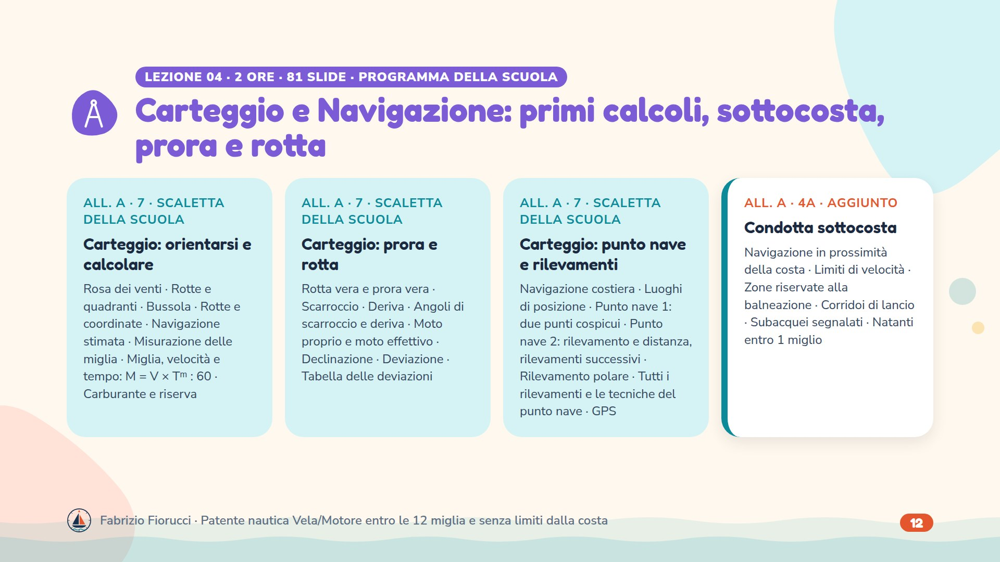 LEZIONE 04 · 2 ORE · 81 SLIDE · PROGRAMMA DELLA SCUOLA
Carteggio e Navigazione: primi calcoli, sottocosta,
prora e rotta
ALL. A · 7 · SCALETTA
DELLA SCUOLA
Carteggio: orientarsi e
calcolare
Rosa dei venti · Rotte e
quadranti · Bussola · Rotte e
coordinate · Navigazione
stimata · Misurazione delle
miglia · Miglia, velocità e
tempo: M = V × Tᵐ : 60 ·
Carburante e riserva
ALL. A · 7 · SCALETTA
DELLA SCUOLA
Carteggio: prora e
rotta
Rotta vera e prora vera ·
Scarroccio · Deriva · Angoli di
scarroccio e deriva · Moto
proprio e moto effettivo ·
Declinazione · Deviazione ·
Tabella delle deviazioni
ALL. A · 7 · SCALETTA
DELLA SCUOLA
Carteggio: punto nave
e rilevamenti
Navigazione costiera · Luoghi
di posizione · Punto nave 1:
due punti cospicui · Punto
nave 2: rilevamento e distanza,
rilevamenti successivi ·
Rilevamento polare · Tutti i
rilevamenti e le tecniche del
punto nave · GPS
ALL. A · 4A · AGGIUNTO
Condotta sottocosta
Navigazione in prossimità
della costa · Limiti di velocità ·
Zone riservate alla
balneazione · Corridoi di lancio
· Subacquei segnalati · Natanti
entro 1 miglio
Fabrizio Fiorucci · Patente nautica Vela/Motore entro le 12 miglia e senza limiti dalla costa
12